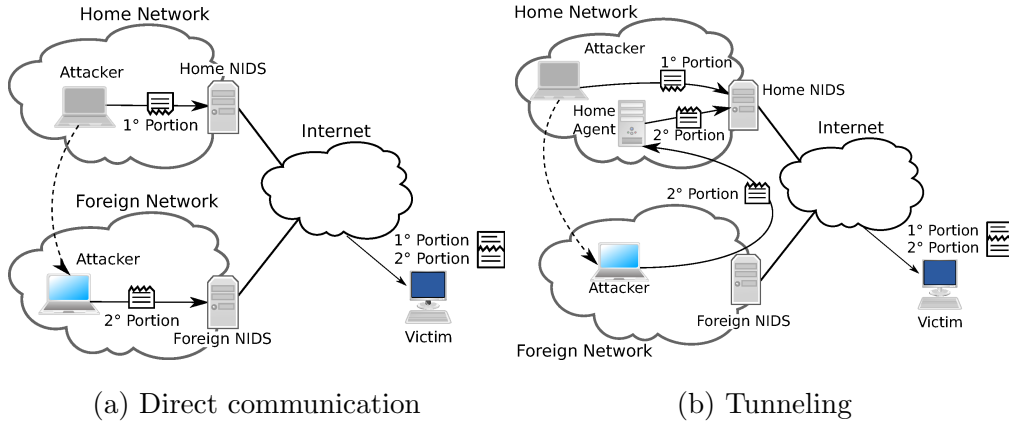 Home Network
Attacker
Home NIDS
1° Portion
Internet
Foreign Network
Attacker
2° Portion
Foreign NIDS
1° Portion
2° Portion
Victim
(a) Direct communication
Home Network
Attacker
1° Portion
Home NIDS
Home
Agent
2° Portion
Internet
2° Portion
Attacker
Foreign NIDS
Foreign Network
1° Portion
2° Portion
Victim
(b) Tunneling